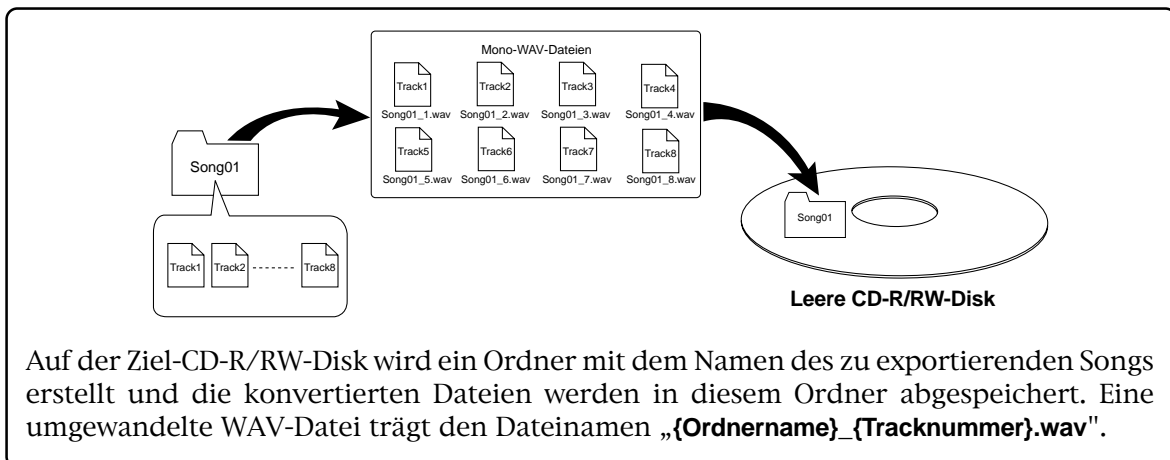 Mono-WAV-Dateien
Track1 Track2 Track3 Track4
Song01_1.wav Song01_2.wav Song01_3.wav Song01_4.wav
Track5 Track6 Track7 Track8
Song01_5.wav Song01_6.wav Song01_7.wav Song01_8.wav
Song01
Track1 Track2 Track8
Song01
Leere CD-R/RW-Disk
Auf der Ziel-CD-R/RW-Disk wird ein Ordner mit dem Namen des zu exportierenden Songs
erstellt und die konvertierten Dateien werden in diesem Ordner abgespeichert. Eine
umgewandelte WAV-Datei trägt den Dateinamen „{Ordnername}_{Tracknummer}.wav".